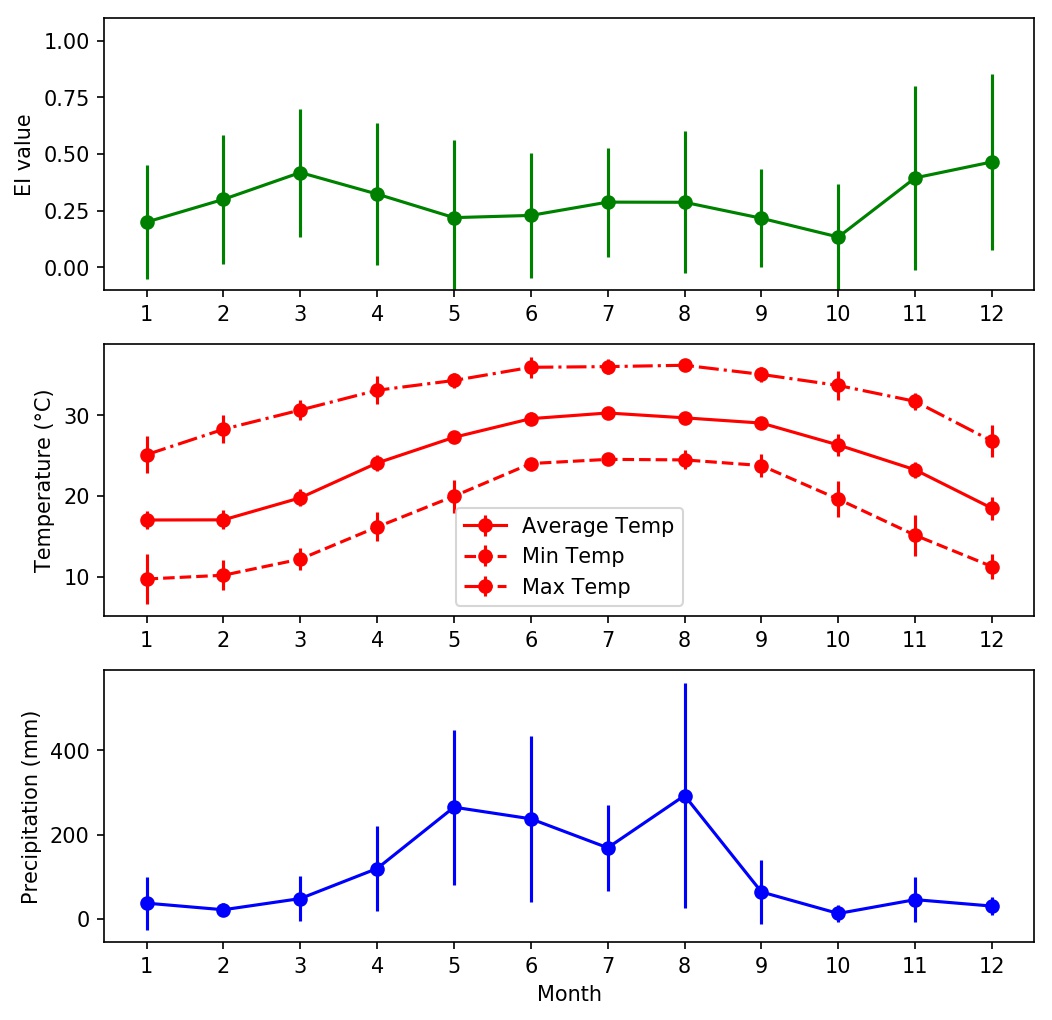 EI value
1.00
0.75
0.50
0.25
0.00
1 2 3 4 5 6 7 8 9 10 11 12
Temperature (°C)
30
20
10
Average Temp
Min Temp
Max Temp
1 2 3 4 5 6 7 8 9 10 11 12
Precipitation (mm)
400
200
0
1 2 3 4 5 6 7 8 9 10 11 12
Month